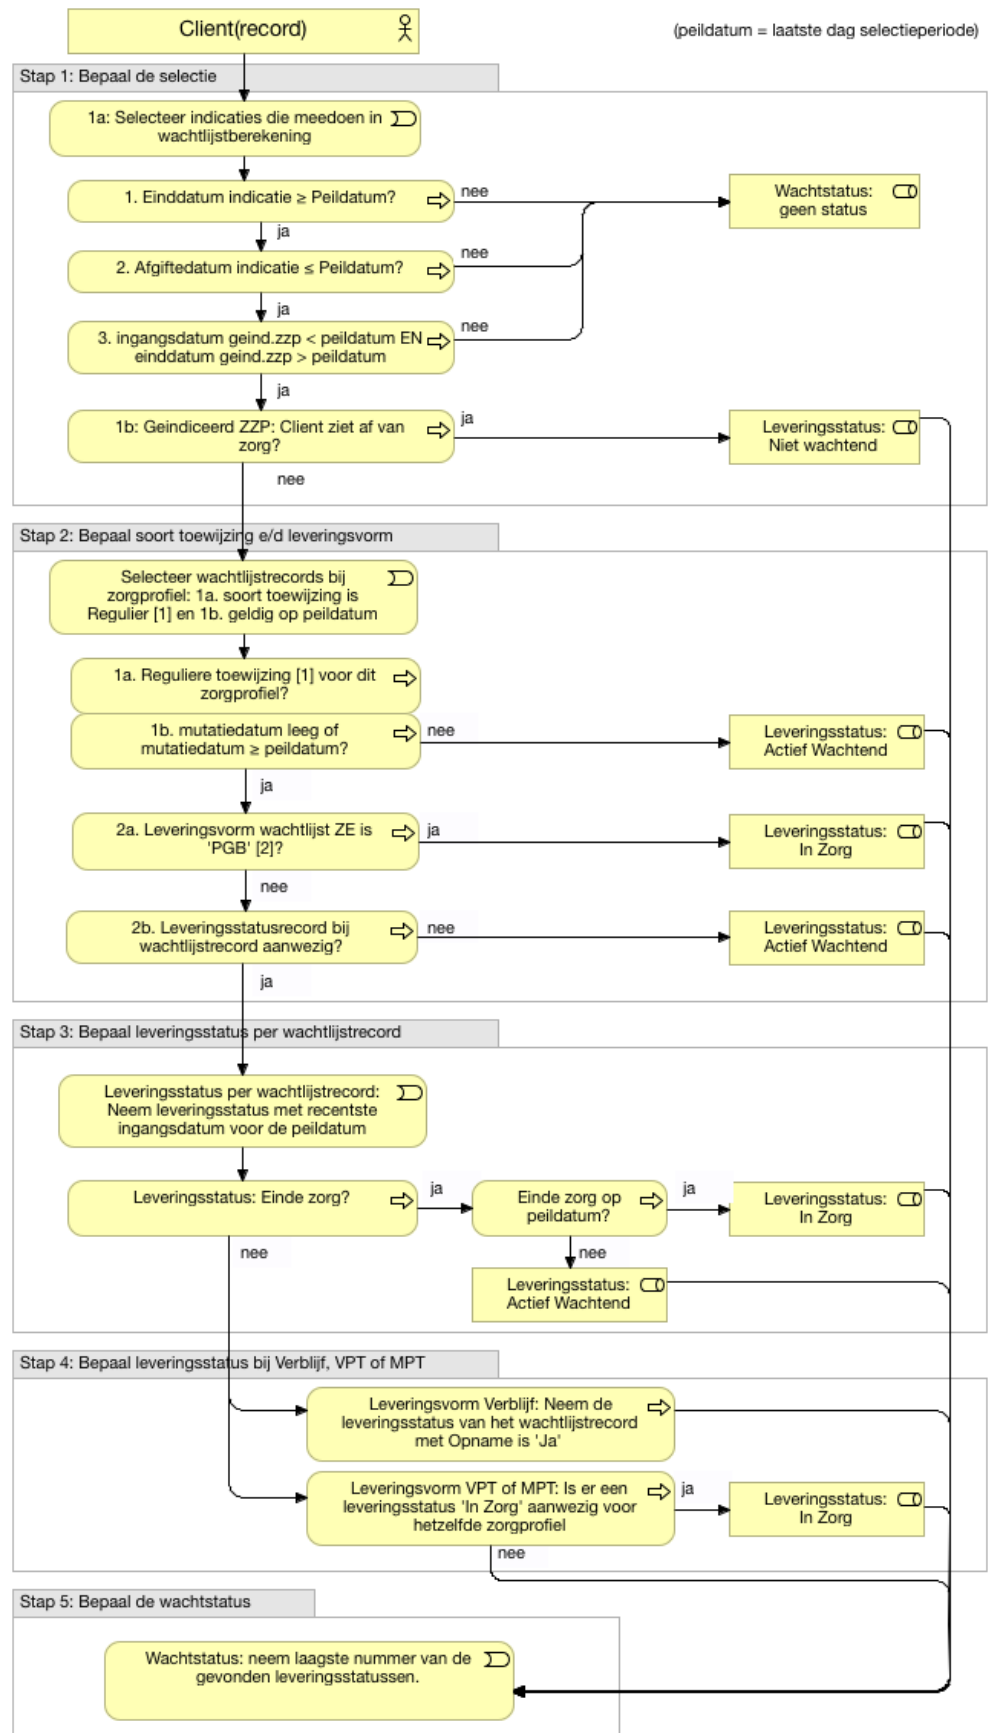 Client(record)
(peildatum = laatste dag selectieperiode)
Stap 1: Bepaal de selectie
1a: Selecteer indicaties die meedoen in
wachtlijstberekening
1. Einddatum indicatie ≥ Peildatum?
nee
Wachtstatus:
geen status
ja
2. Afgiftedatum indicatie ≤ Peildatum?
nee
ja
3. ingangsdatum geind.zzp < peildatum EN
einddatum geind.zzp > peildatum
nee
ja
1b: Geindiceerd ZZP: Client ziet af van
zorg?
ja
Leveringsstatus:
Niet wachtend
nee
Stap 2: Bepaal soort toewijzing e/d leveringsvorm
Selecteer wachtlijstrecords bij
zorgprofiel: 1a. soort toewijzing is
Regulier [1] en 1b. geldig op peildatum
1a. Reguliere toewijzing [1] voor dit
zorgprofiel?
1b. mutatiedatum leeg of
mutatiedatum ≥ peildatum?
nee
Leveringsstatus:
Actief Wachtend
ja
2a. Leveringsvorm wachtlijst ZE is
'PGB' [2]?
ja
Leveringsstatus:
In Zorg
nee
2b. Leveringsstatusrecord bij
wachtlijstrecord aanwezig?
nee
Leveringsstatus:
Actief Wachtend
ja
Stap 3: Bepaal leveringsstatus per wachtlijstrecord
Leveringsstatus per wachtlijstrecord:
Neem leveringsstatus met recentste
ingangsdatum voor de peildatum
Leveringsstatus: Einde zorg?
ja
Einde zorg op
peildatum?
ja
Leveringsstatus:
In Zorg
nee
nee
Leveringsstatus:
Actief Wachtend
Stap 4: Bepaal leveringsstatus bij Verblijf, VPT of MPT
Leveringsvorm Verblijf: Neem de
leveringsstatus van het wachtlijstrecord
met Opname is 'Ja'
Leveringsvorm VPT of MPT: Is er een
leveringsstatus 'In Zorg' aanwezig voor
hetzelfde zorgprofiel
ja
Leveringsstatus:
In Zorg
nee
Stap 5: Bepaal de wachtstatus
Wachtstatus: neem laagste nummer van de
gevonden leveringsstatussen.